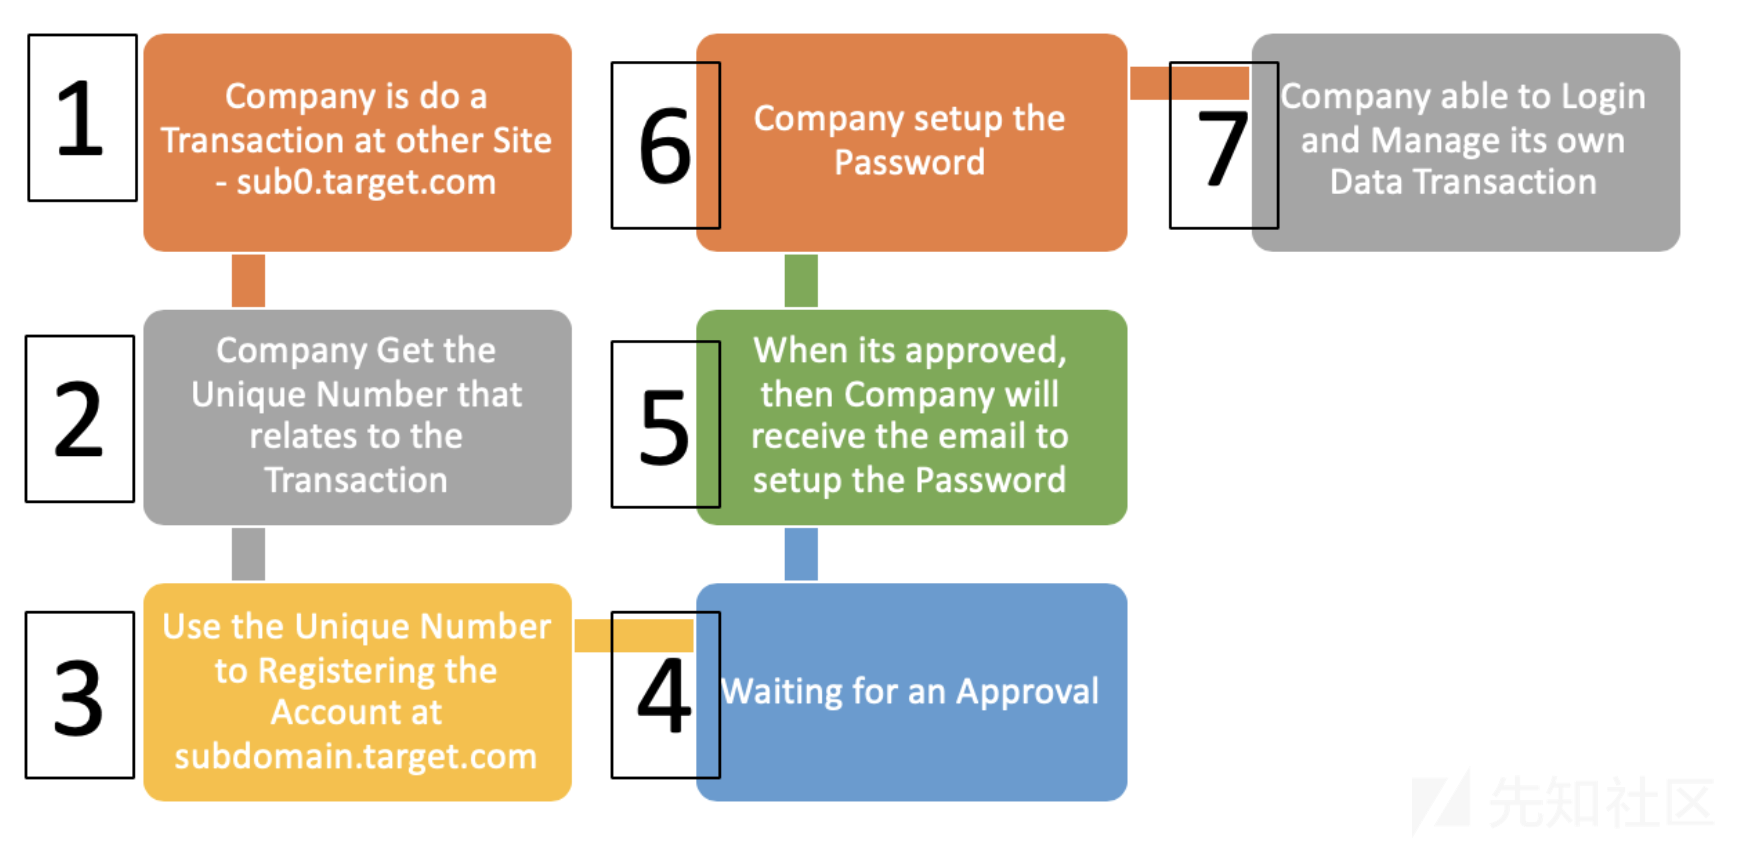 1
Company is do a
Transaction at other Site
- sub0.target.com
2
Company Get the
Unique Number that
relates to the
Transaction
3
Use the Unique Number
to Registering the
Account at
subdomain.target.com
4
Waiting for an Approval
5
When its approved,
then Company will
receive the email to
setup the Password
6
Company setup the
Password
7
Company able to Login
and Manage its own
Data Transaction
先知社区